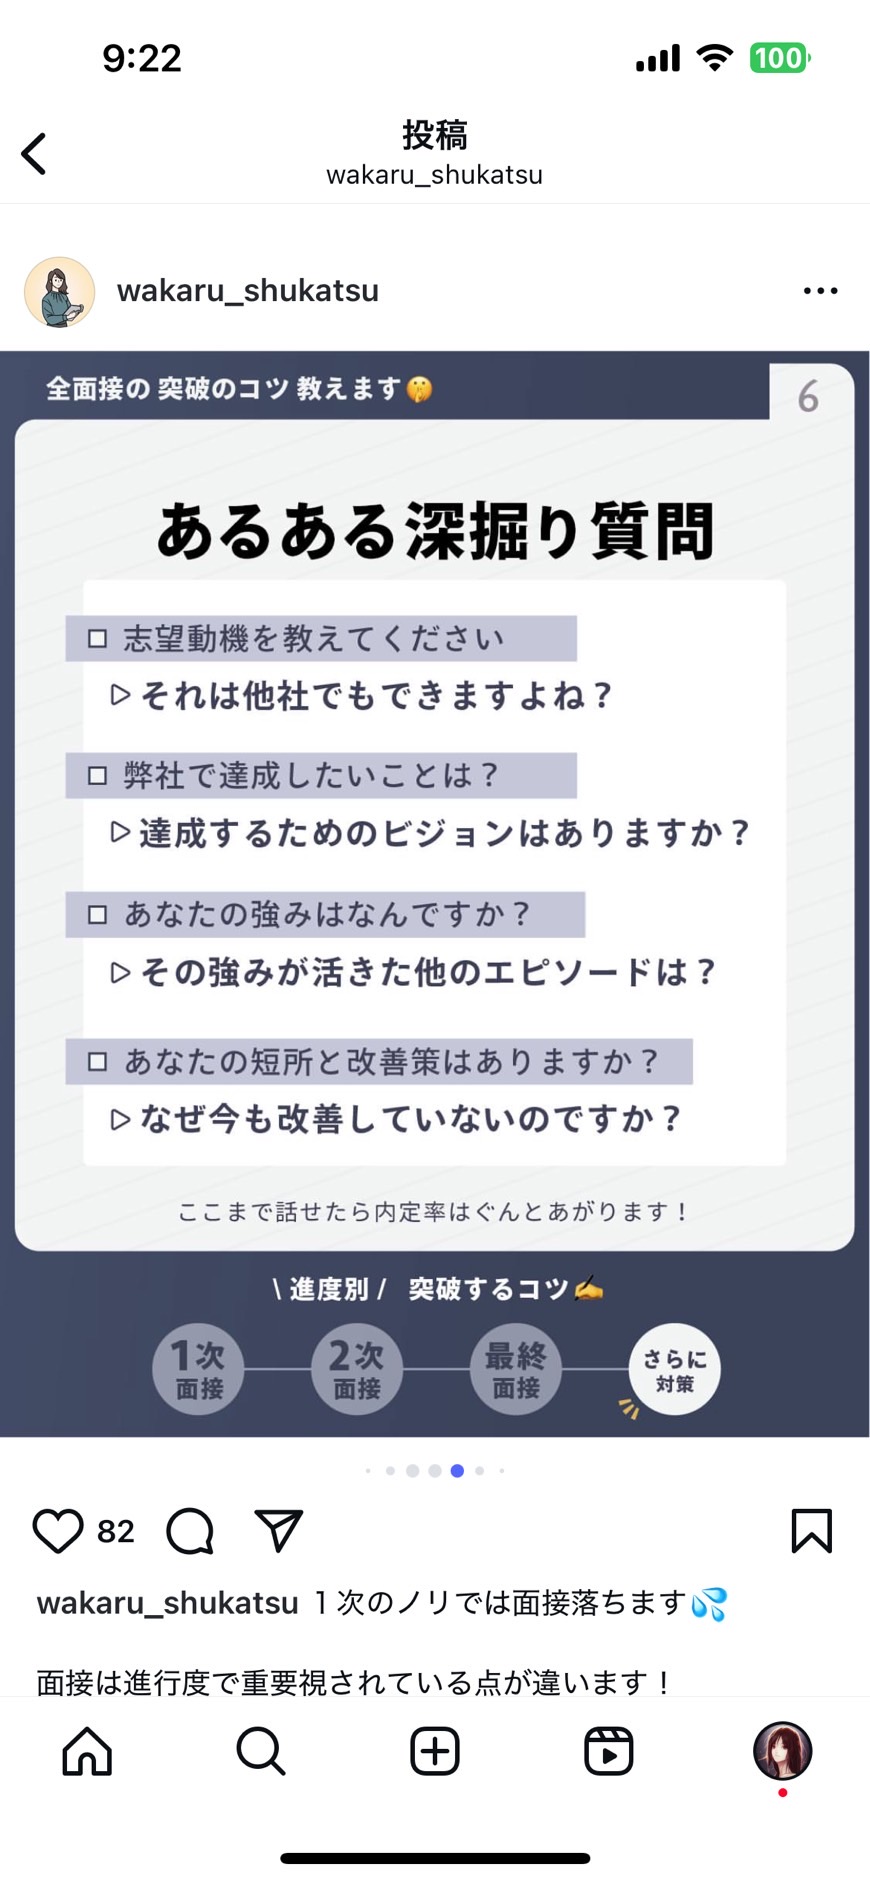 9:22
100
投稿
wakaru_shukatsu
wakaru_shukatsu
全面接の 突破のコツ 教えます🤫
6
あるある深掘り質問
□ 志望動機を教えてください
▷それは他社でもできますよね？
□ 弊社で達成したいことは？
▷達成するためのビジョンはありますか？
□ あなたの強みはなんですか？
▷その強みが活きた他のエピソードは？
□ あなたの短所と改善策はありますか？
▷なぜ今も改善していないのですか？
ここまで話せたら内定率はぐんとあがります！
\ 進度別 / 突破するコツ✍️
1次
面接
2次
面接
最終
面接
さらに
対策
82
wakaru_shukatsu 1次のノリでは面接落ちます💦
面接は進行度で重要視されている点が違います！